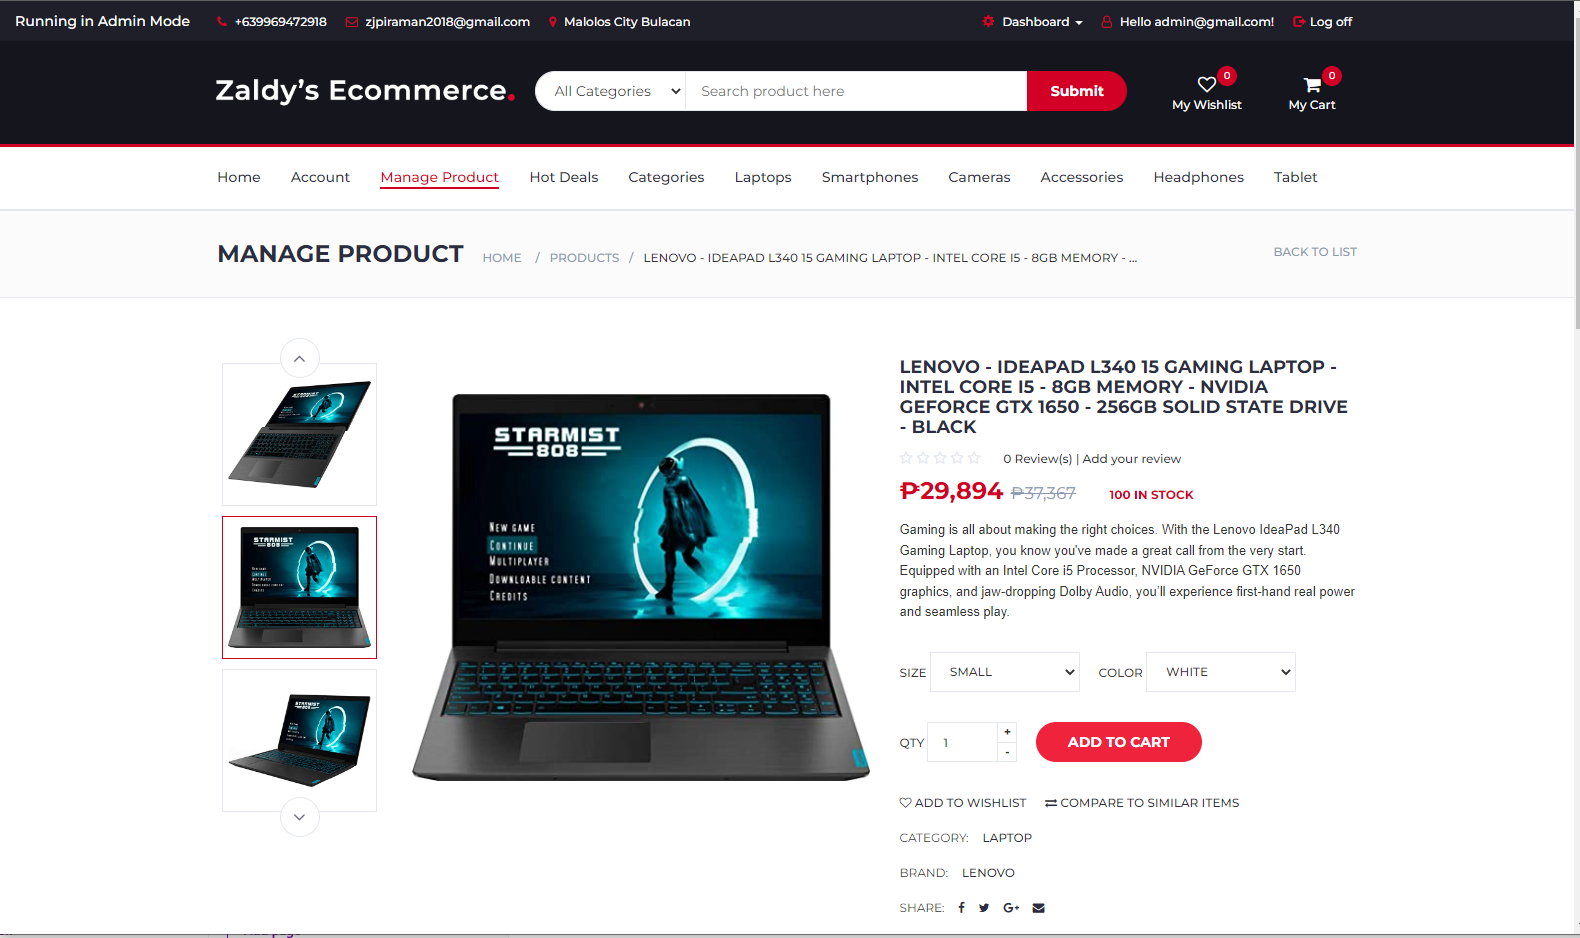 Running in Admin Mode
+639969472918 zjpiraman2018@gmail.com Malolos City Bulacan
Dashboard Hello admin@gmail.com! Log off
Zaldy's Ecommerce.
All Categories Search product here Submit
0
My Wishlist
0
My Cart
Home Account Manage Product Hot Deals Categories Laptops Smartphones Cameras Accessories Headphones Tablet
MANAGE PRODUCT HOME / PRODUCTS / LENOVO - IDEAPAD L340 15 GAMING LAPTOP - INTEL CORE I5 - 8GB MEMORY - ...
BACK TO LIST
STARMIST
808
NEW GAME
CONTINUE
MULTIPLAYER
DOWNLOADABLE CONTENT
CREDITS
LENOVO - IDEAPAD L340 15 GAMING LAPTOP -
INTEL CORE I5 - 8GB MEMORY - NVIDIA
GEFORCE GTX 1650 - 256GB SOLID STATE DRIVE
- BLACK
0 Review(s) | Add your review
₱29,894 ₱37,367 100 IN STOCK
Gaming is all about making the right choices. With the Lenovo IdeaPad L340
Gaming Laptop, you know you've made a great call from the very start.
Equipped with an Intel Core i5 Processor, NVIDIA GeForce GTX 1650
graphics, and jaw-dropping Dolby Audio, you'll experience first-hand real power
and seamless play.
SIZE SMALL COLOR WHITE
QTY 1 + - ADD TO CART
ADD TO WISHLIST COMPARE TO SIMILAR ITEMS
CATEGORY: LAPTOP
BRAND: LENOVO
SHARE: